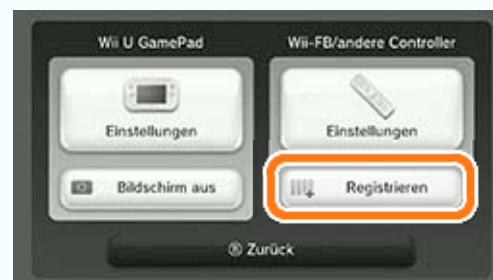 Wii U GamePad
Wii-FB/andere Controller
Einstellungen
Einstellungen
Bildschirm aus
Registrieren
Ⓑ Zurück